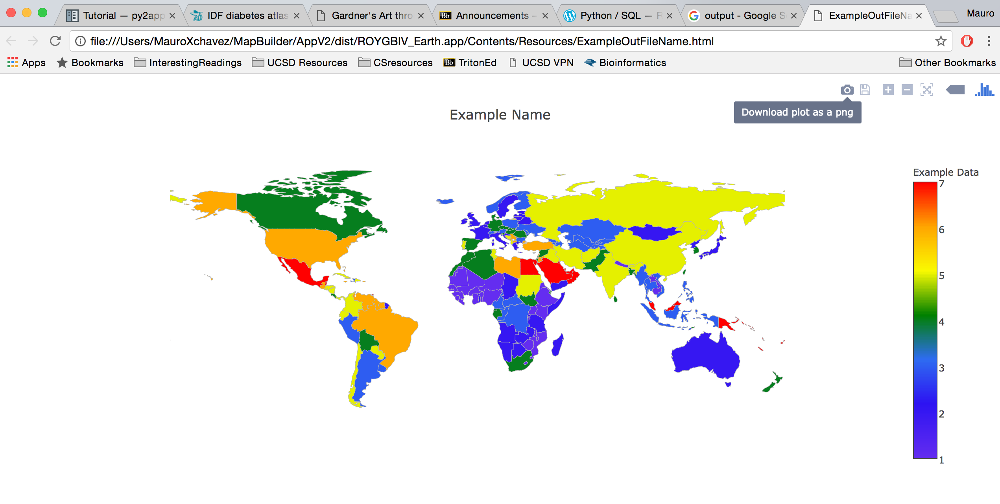 Tutorial — py2app
IDF diabetes atlas
Gardner's Art thro
Announcements –
Python / SQL — R
output - Google S
ExampleOutFileNa
Mauro
file:///Users/MauroXchavez/MapBuilder/AppV2/dist/ROYGBIV_Earth.app/Contents/Resources/ExampleOutFileName.html
Apps
Bookmarks
InterestingReadings
UCSD Resources
CSresources
Bb
TritonEd
UCSD VPN
Bioinformatics
Other Bookmarks
Download plot as a png
Example Name
Example Data
7
6
5
4
3
2
1